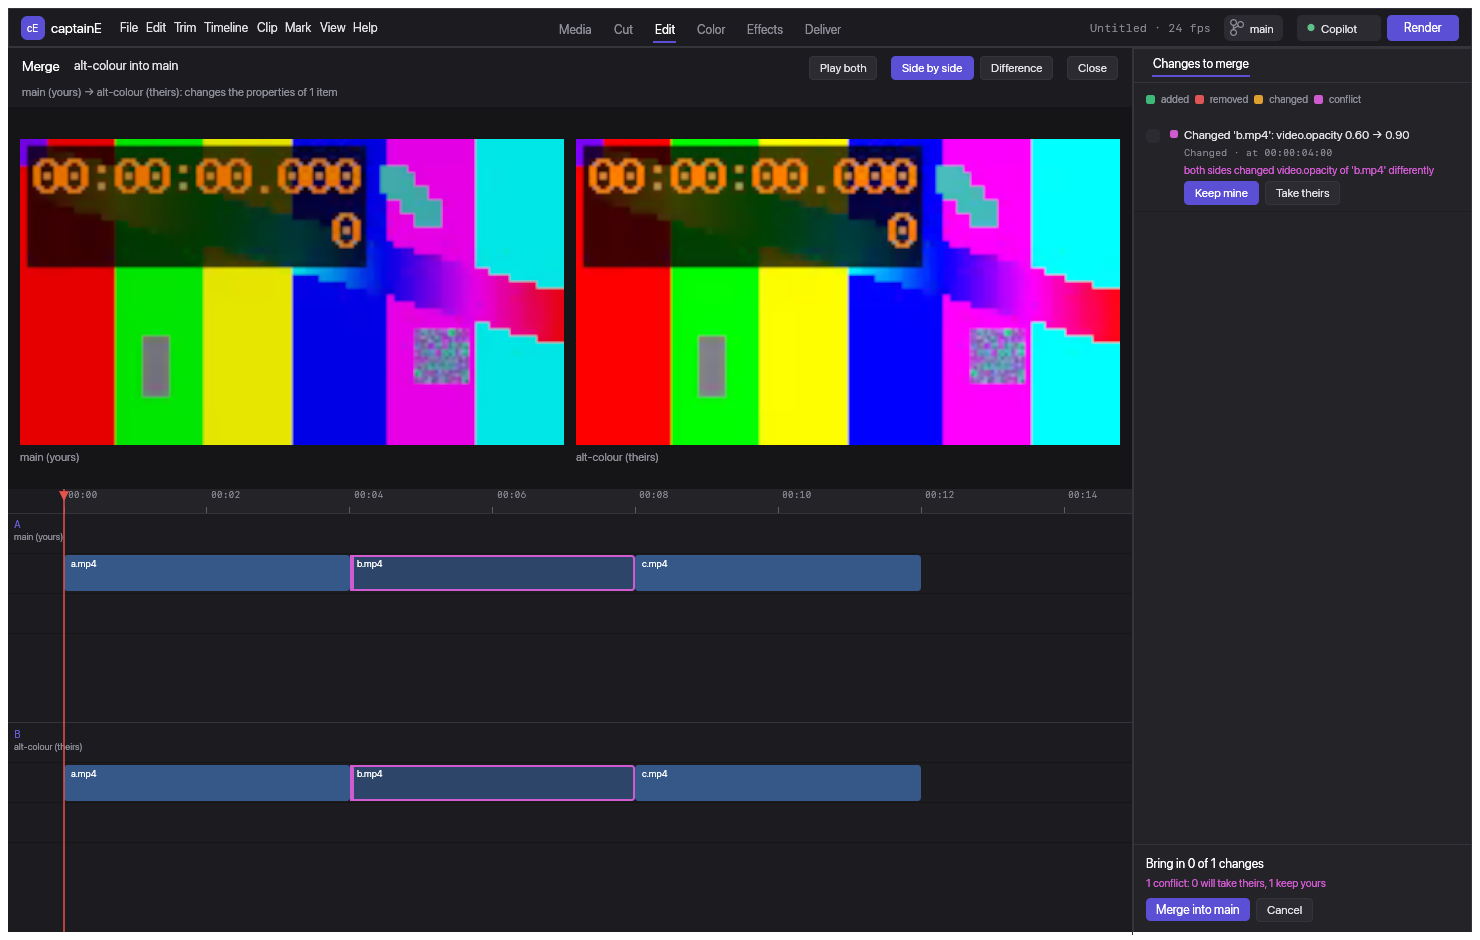 cE captainE File Edit Trim Timeline Clip Mark View Help Media Cut Edit Color Effects Deliver Untitled · 24 fps main Copilot Render
Merge alt-colour into main Play both Side by side Difference Close
main (yours) → alt-colour (theirs): changes the properties of 1 item
00:00:00.000
0
00:00:00.000
0
main (yours) alt-colour (theirs)
00:00 00:02 00:04 00:06 00:08 00:10 00:12 00:14
A
main (yours)
a.mp4 b.mp4 c.mp4
B
alt-colour (theirs)
a.mp4 b.mp4 c.mp4
Changes to merge
added removed changed conflict
Changed 'b.mp4': video.opacity 0.60 → 0.90
Changed · at 00:00:04:00
both sides changed video.opacity of 'b.mp4' differently
Keep mine Take theirs
Bring in 0 of 1 changes
1 conflict: 0 will take theirs, 1 keep yours
Merge into main Cancel